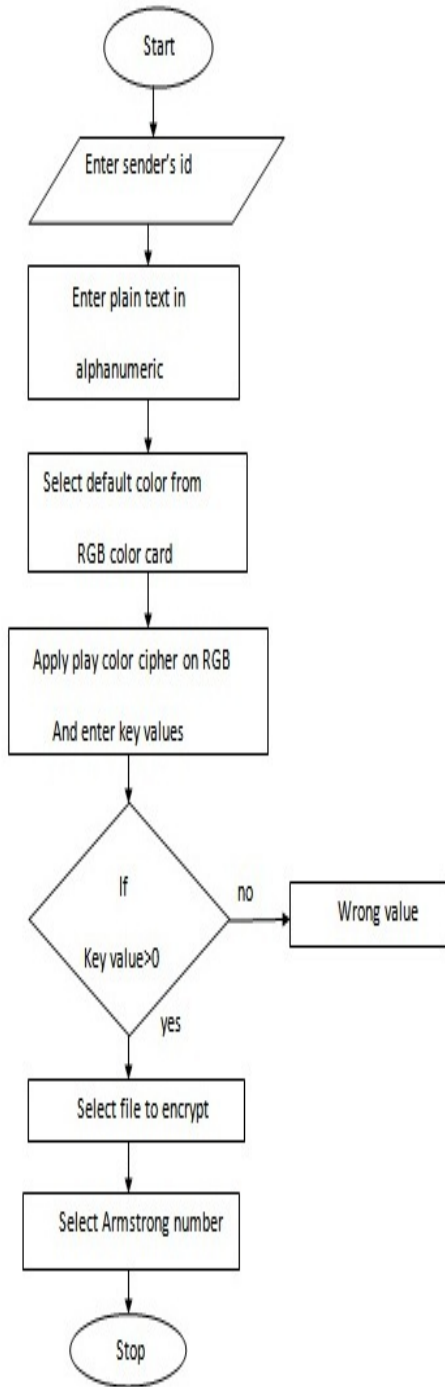 Start
Enter sender's id
Enter plain text in
alphanumeric
Select default color from
RGB color card
Apply play color cipher on RGB
And enter key values
If
Key value>0
no
Wrong value
yes
Select file to encrypt
Select Armstrong number
Stop